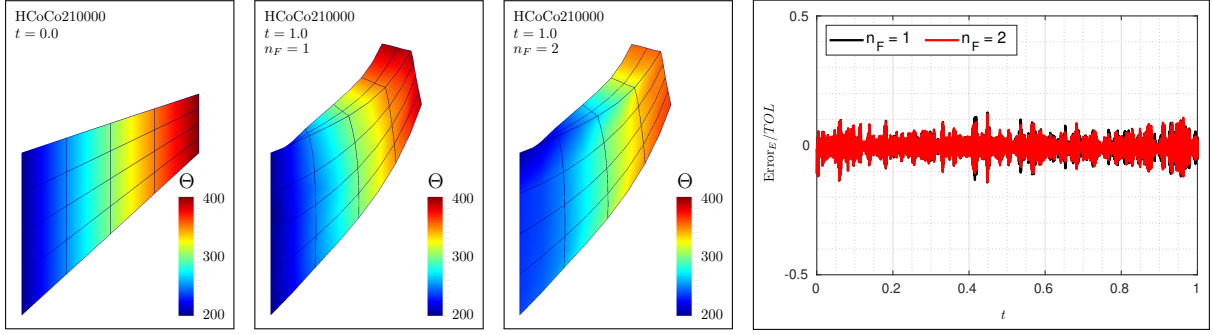 HCoCo210000
t = 0.0
Θ
400
300
200
HCoCo210000
t = 1.0
n_F = 1
Θ
400
300
200
HCoCo210000
t = 1.0
n_F = 2
Θ
400
300
200
0.5
0
-0.5
Error_E/TOL
n_F = 1
n_F = 2
0
0.2
0.4
0.6
0.8
1
t